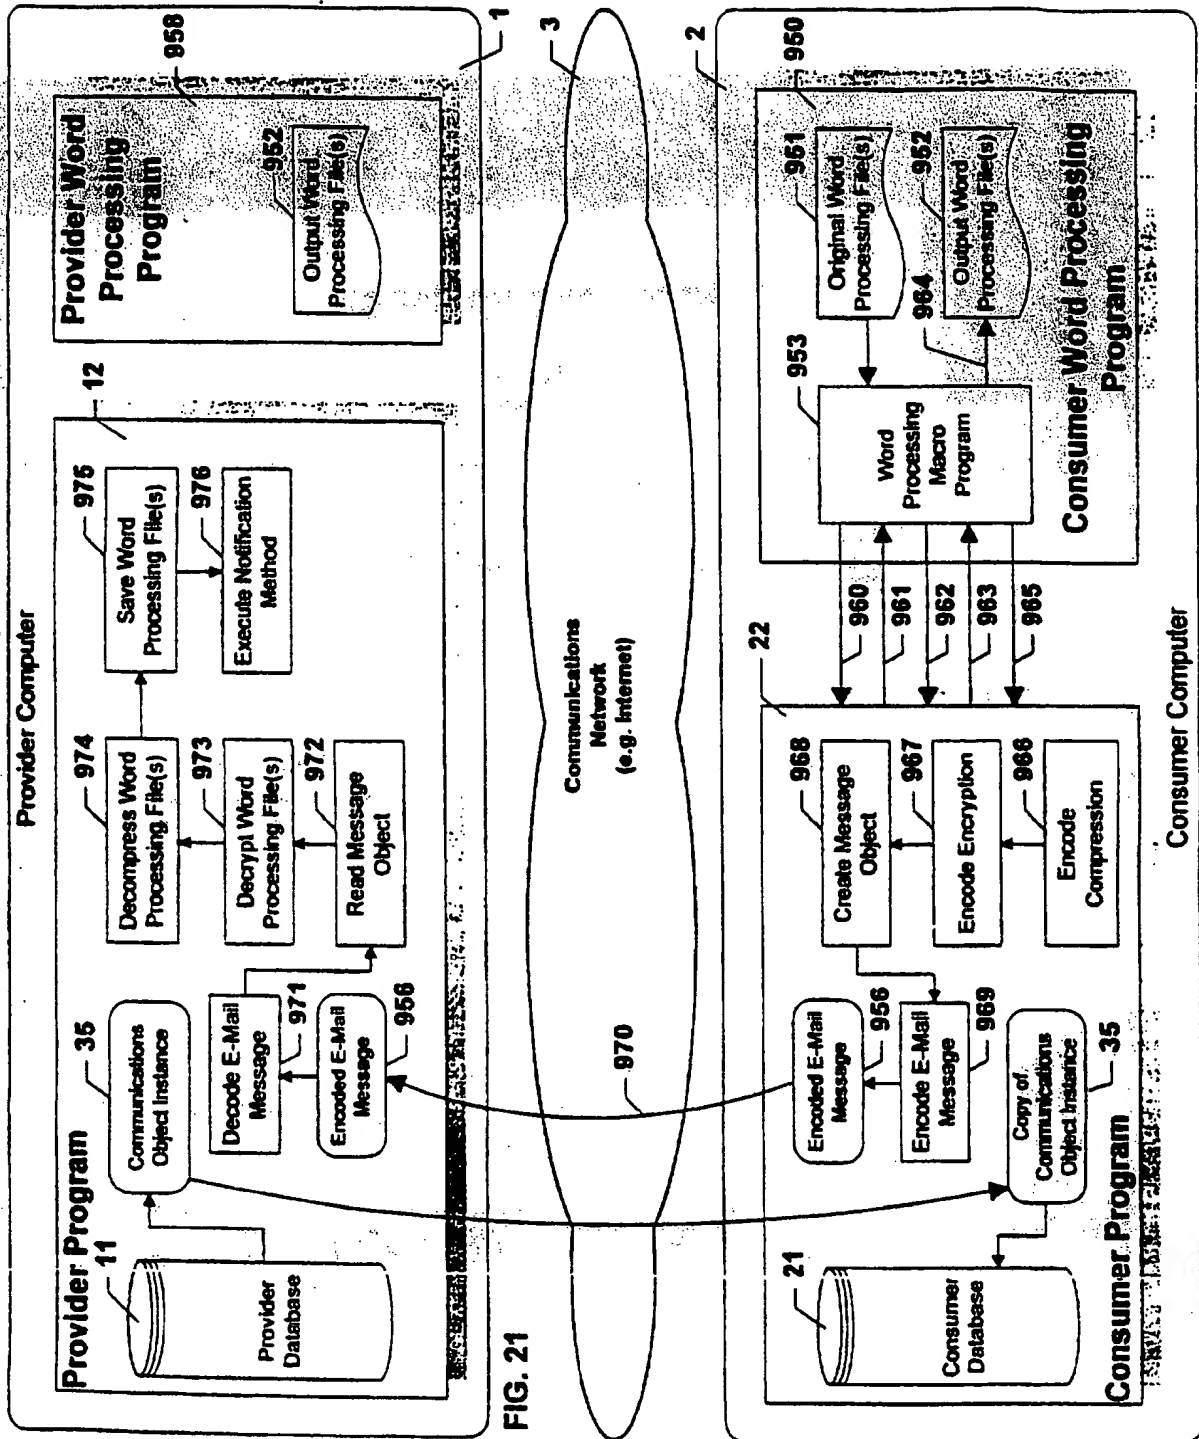 Provider Computer
Provider Program
11
Provider
Database
35
Communications
Object Instance
Decode E-Mail
Message
971
Encoded E-Mail
Message
956
974
Decompress Word
Processing File(s)
973
Decrypt Word
Processing File(s)
972
Read Message
Object
975
Save Word
Processing File(s)
976
Execute Notification
Method
12
Provider Word
Processing
Program
958
952
Output Word
Processing File(s)
1
FIG. 21
Communications
Network
(e.g. Internet)
3
970
2
21
Consumer
Database
Consumer Program
Encoded E-Mail
Message
956
Encode E-Mail
Message
969
Copy of
Communications
Object Instance
35
968
Create Message
Object
967
Encode Encryption
966
Encode
Compression
22
960
961
962
963
965
953
Word
Processing
Macro
Program
950
951
Original Word
Processing File(s)
952
Output Word
Processing File(s)
964
Consumer Word Processing
Program
Consumer Computer